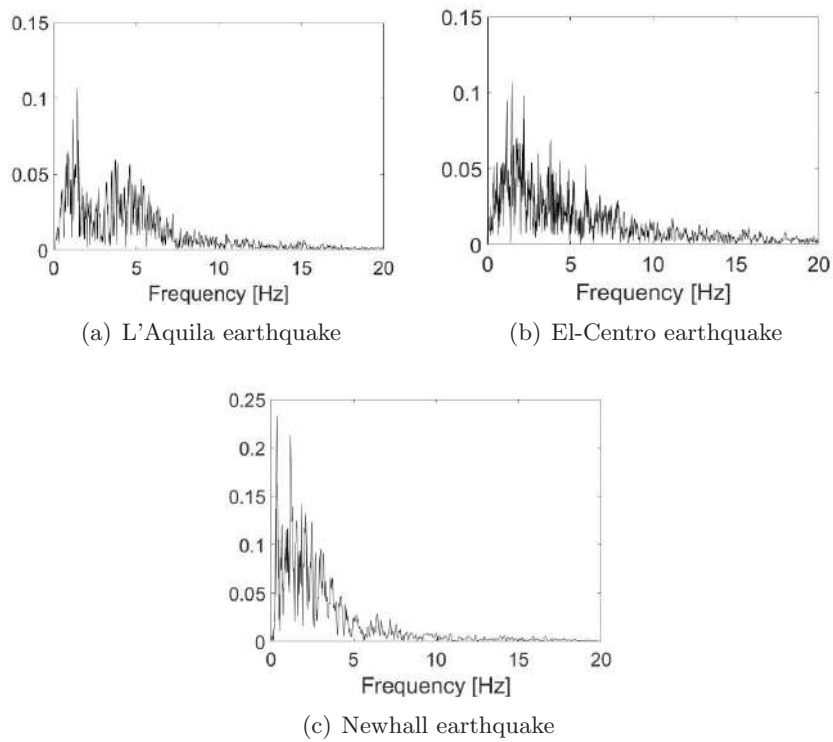 0.15
0.1
0.05
0
0 5 10 15 20
Frequency [Hz]
(a) L'Aquila earthquake
0.15
0.1
0.05
0
0 5 10 15 20
Frequency [Hz]
(b) El-Centro earthquake
0.25
0.2
0.15
0.1
0.05
0
0 5 10 15 20
Frequency [Hz]
(c) Newhall earthquake